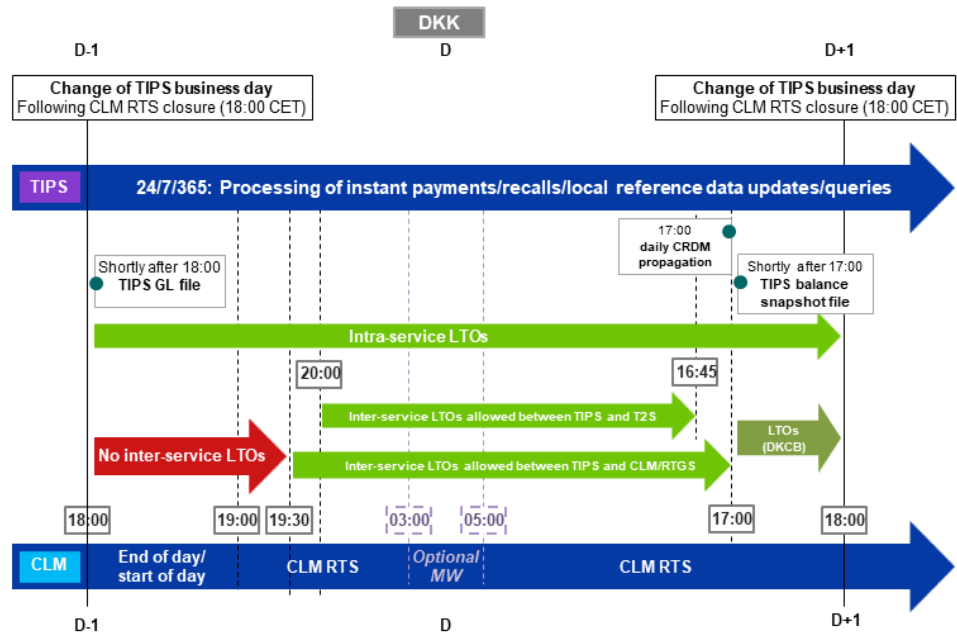 DKK
D-1
D
D+1
Change of TIPS business day
Following CLM RTS closure (18:00 CET)
Change of TIPS business day
Following CLM RTS closure (18:00 CET)
TIPS
24/7/365: Processing of instant payments/recalls/local reference data updates/queries
17:00
daily CRDM
propagation
Shortly after 18:00
TIPS GL file
Shortly after 17:00
TIPS balance
snapshot file
Intra-service LTOs
20:00
16:45
Inter-service LTOs allowed between TIPS and T2S
LTOs
(DKCB)
No inter-service LTOs
Inter-service LTOs allowed between TIPS and CLM/RTGS
18:00
19:00
19:30
03:00
05:00
17:00
18:00
CLM
End of day/
start of day
CLM RTS
Optional
MW
CLM RTS
D-1
D
D+1